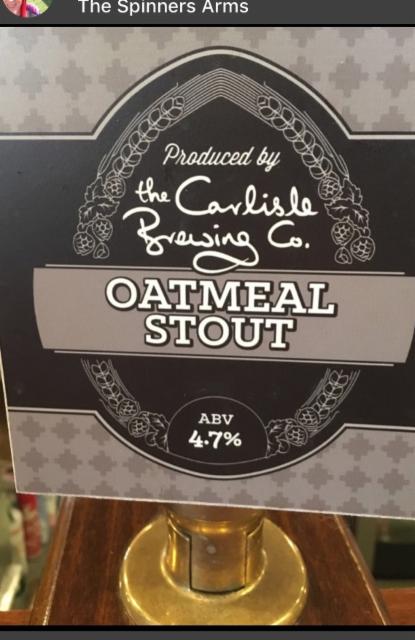 The Spinners Arms
Produced by
the Carlisle
Brewing Co.
OATMEAL
STOUT
ABV
4.7%